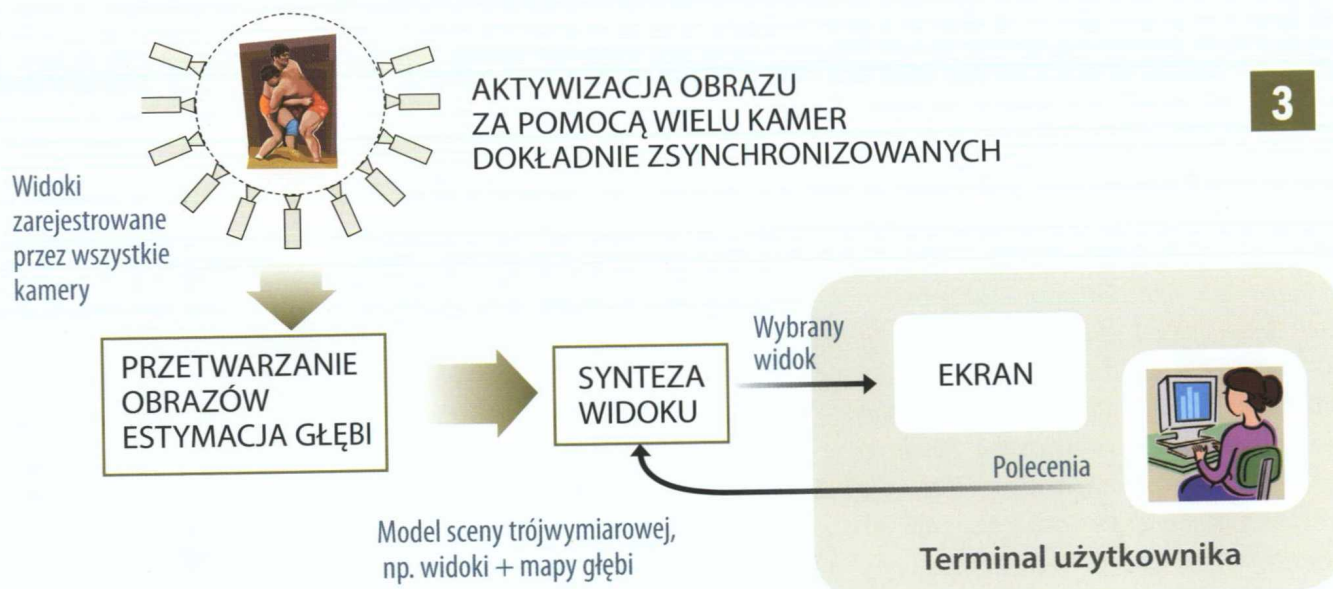 AKTYWIZACJA OBRAZU
ZA POMOCĄ WIELU KAMER
DOKŁADNIE ZSYNCHRONIZOWANYCH
3
Widoki
zarejestrowane
przez wszystkie
kamery
PRZETWARZANIE
OBRAZÓW
ESTYMACJA GŁĘBI
SYNTEZA
WIDOKU
Wybrany
widok
EKRAN
Polecenia
Model sceny trójwymiarowej,
np. widoki + mapy głębi
Terminal użytkownika